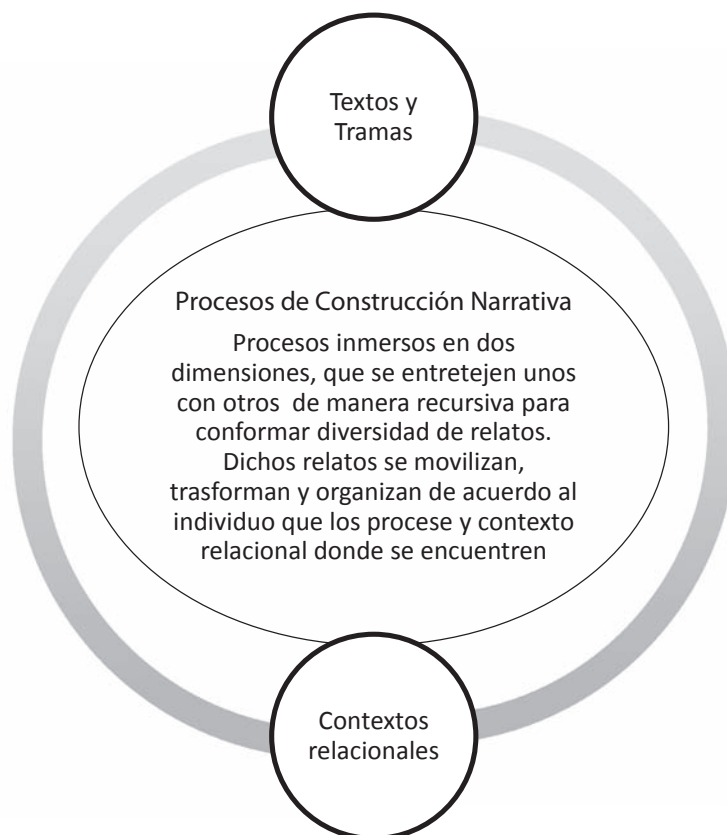 Textos y
Tramas
Procesos de Construcción Narrativa
Procesos inmersos en dos
dimensiones, que se entretejen unos
con otros de manera recursiva para
conformar diversidad de relatos.
Dichos relatos se movilizan,
trasforman y organizan de acuerdo al
individuo que los procese y contexto
relacional donde se encuentren
Contextos
relacionales